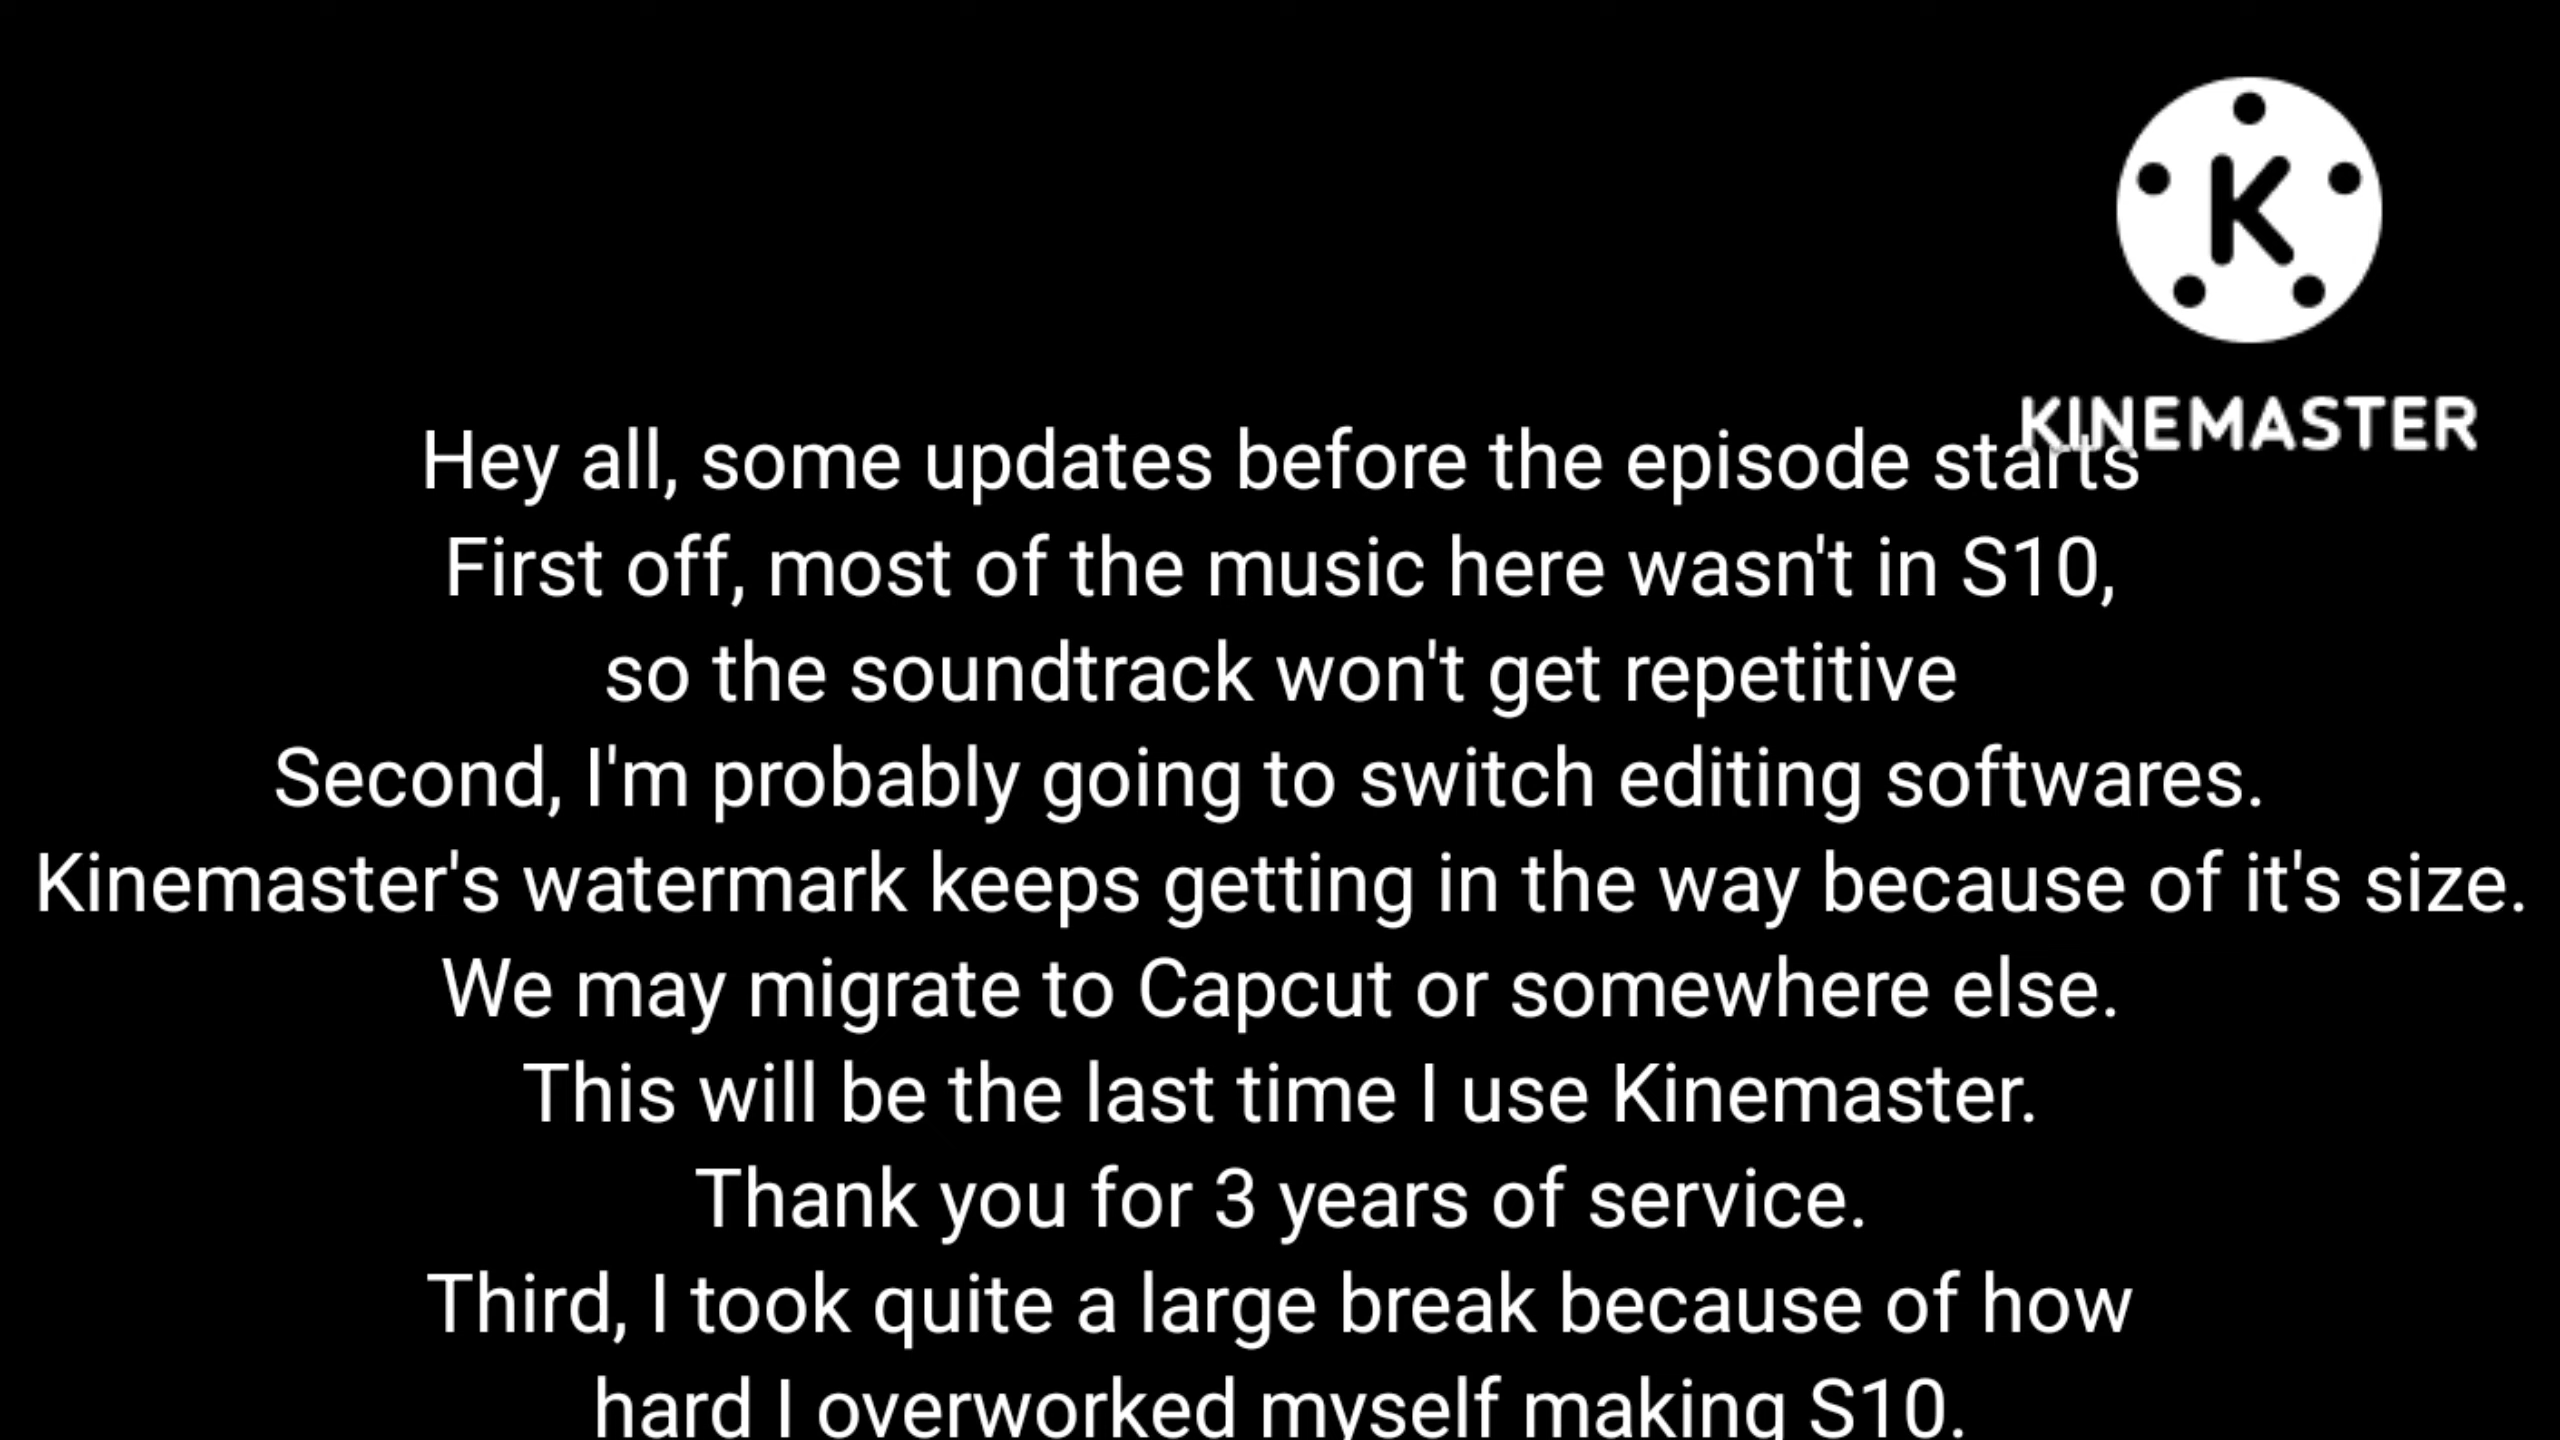 K
KINEMASTER
Hey all, some updates before the episode starts
First off, most of the music here wasn't in S10,
so the soundtrack won't get repetitive
Second, I'm probably going to switch editing softwares.
Kinemaster's watermark keeps getting in the way because of it's size.
We may migrate to Capcut or somewhere else.
This will be the last time I use Kinemaster.
Thank you for 3 years of service.
Third, I took quite a large break because of how
hard I overworked myself making S10.